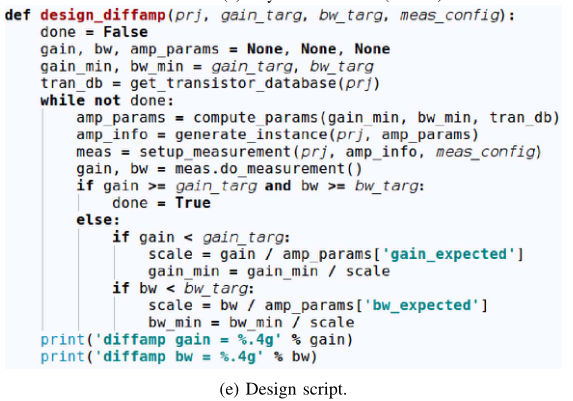 def design_diffamp(prj, gain_targ, bw_targ, meas_config):
    done = False
    gain, bw, amp_params = None, None, None
    gain_min, bw_min = gain_targ, bw_targ
    tran_db = get_transistor_database(prj)
    while not done:
        amp_params = compute_params(gain_min, bw_min, tran_db)
        amp_info = generate_instance(prj, amp_params)
        meas = setup_measurement(prj, amp_info, meas_config)
        gain, bw = meas.do_measurement()
        if gain >= gain_targ and bw >= bw_targ:
            done = True
        else:
            if gain < gain_targ:
                scale = gain / amp_params['gain_expected']
                gain_min = gain_min / scale
            if bw < bw_targ:
                scale = bw / amp_params['bw_expected']
                bw_min = bw_min / scale
    print('diffamp gain = %.4g' % gain)
    print('diffamp bw = %.4g' % bw)
(e) Design script.